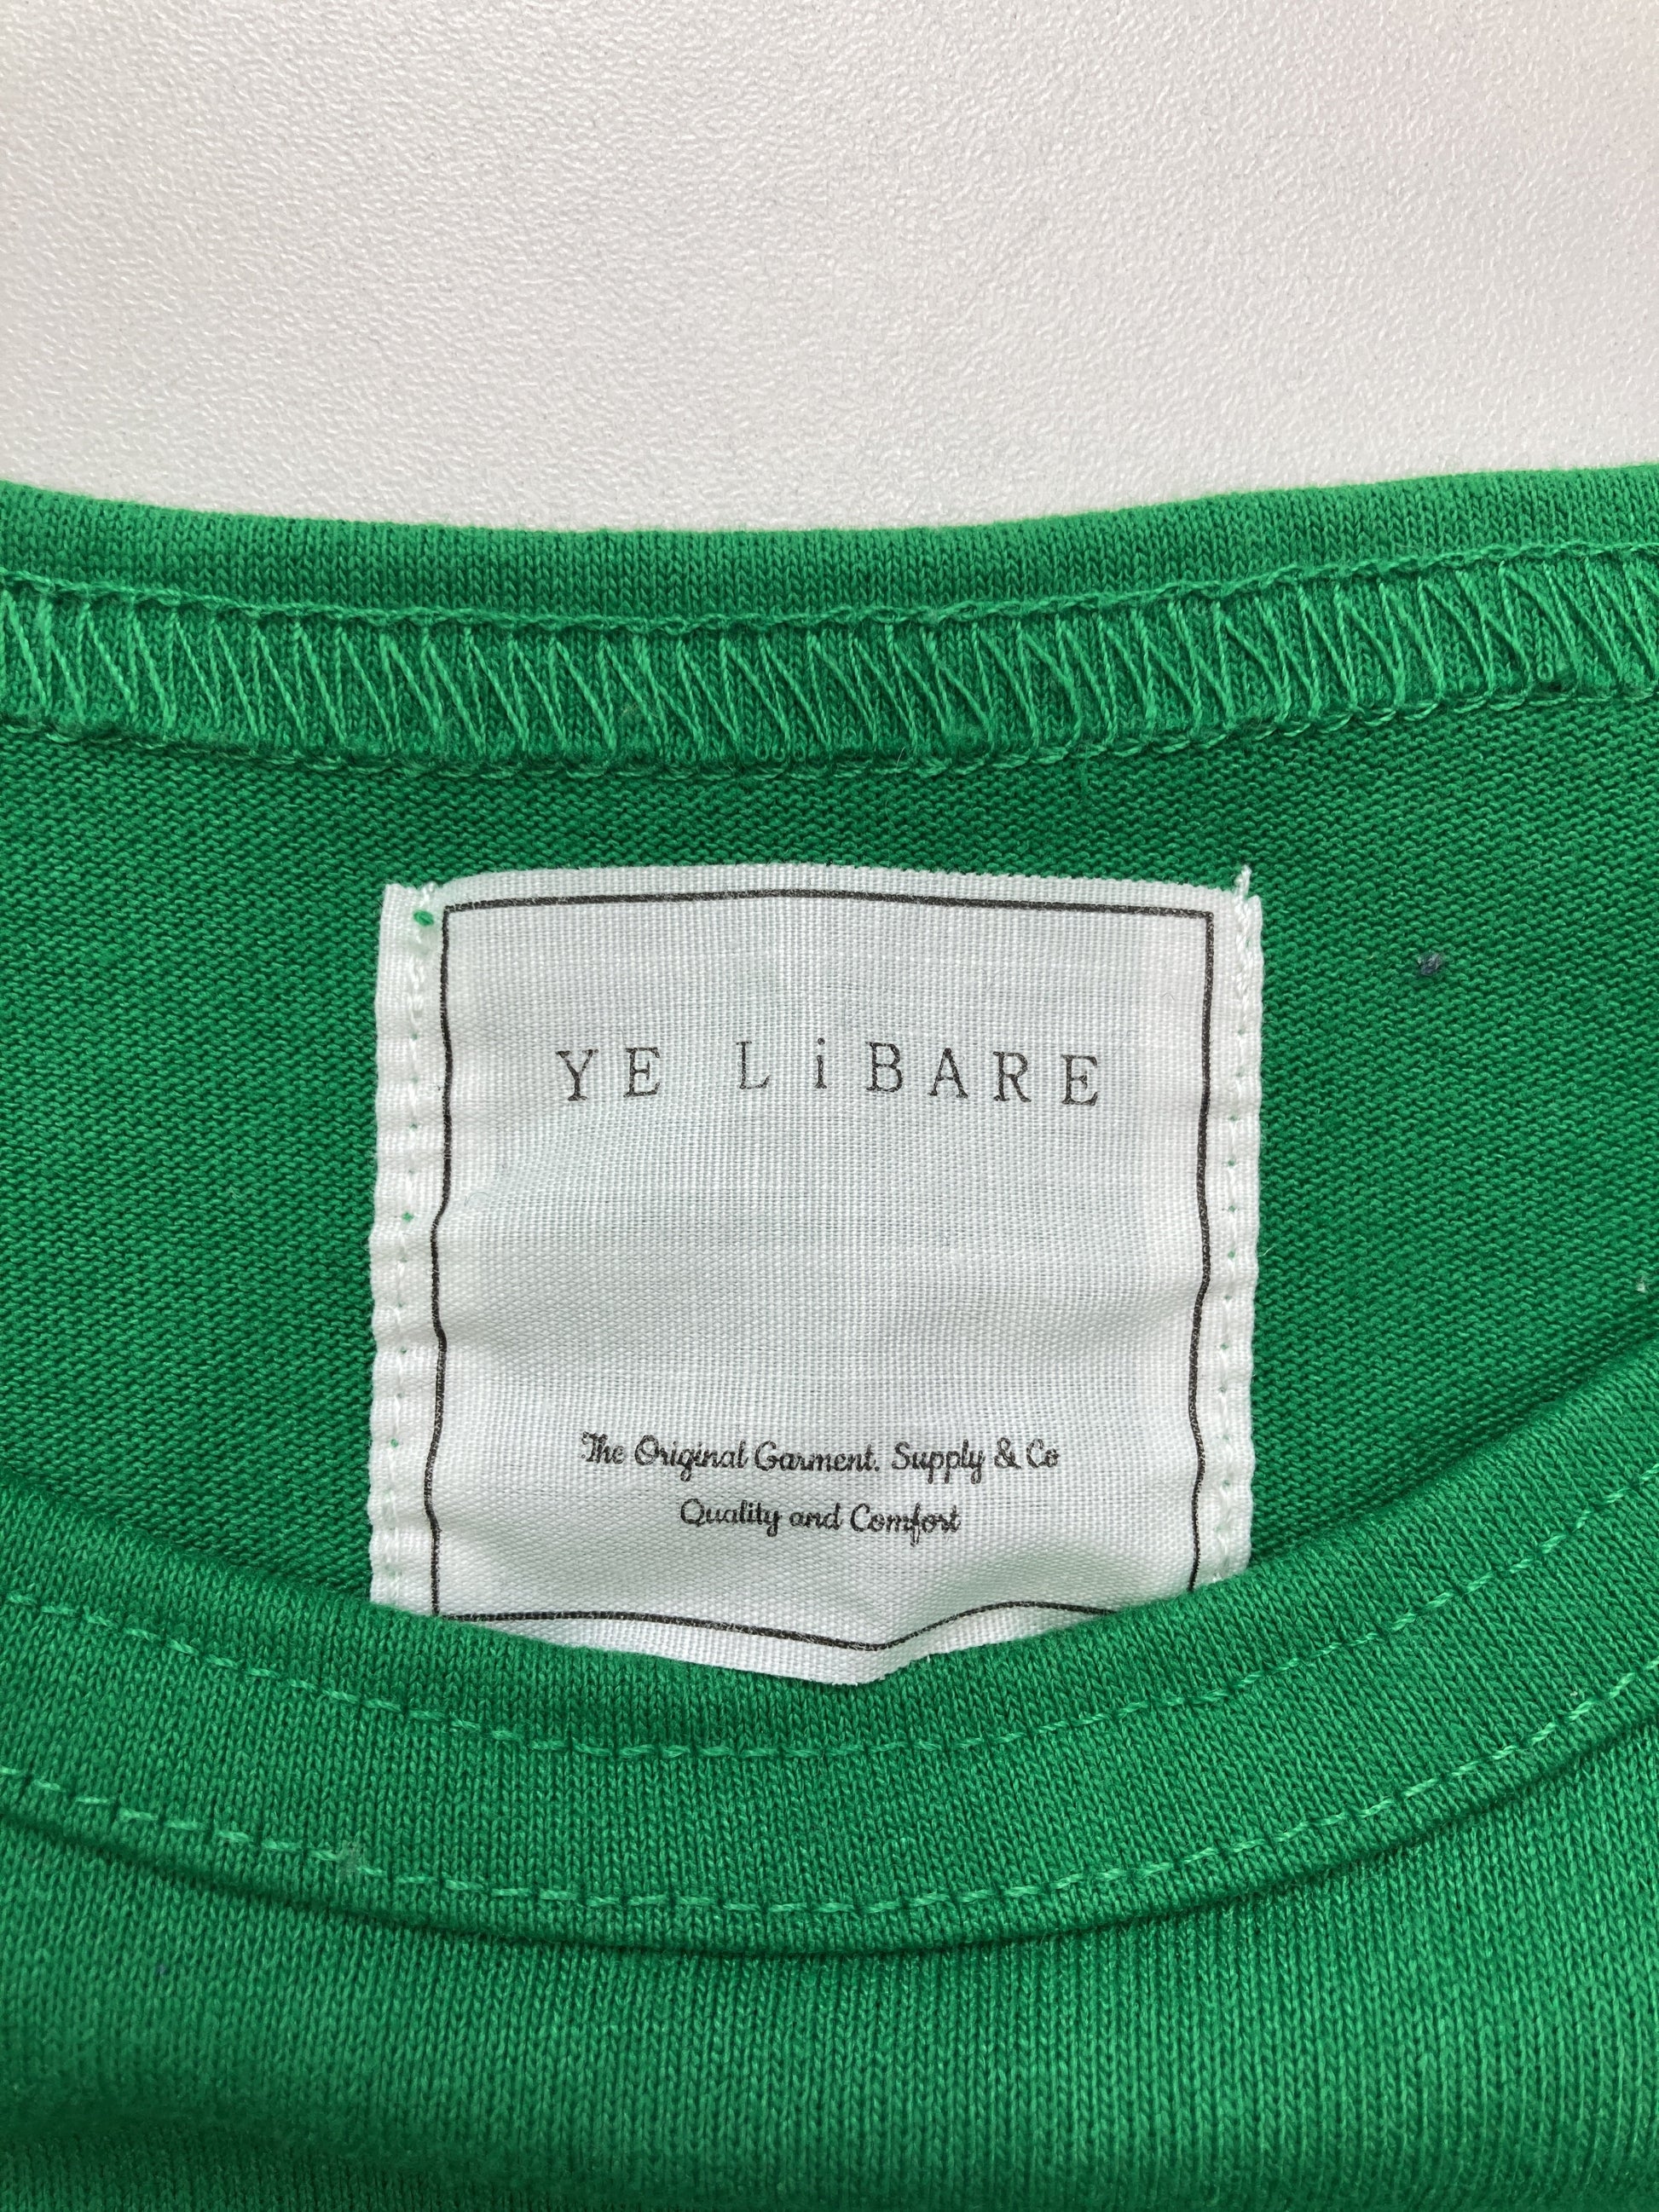 YE LiBARE
The Original Garment. Supply & Co
Quality and Comfort